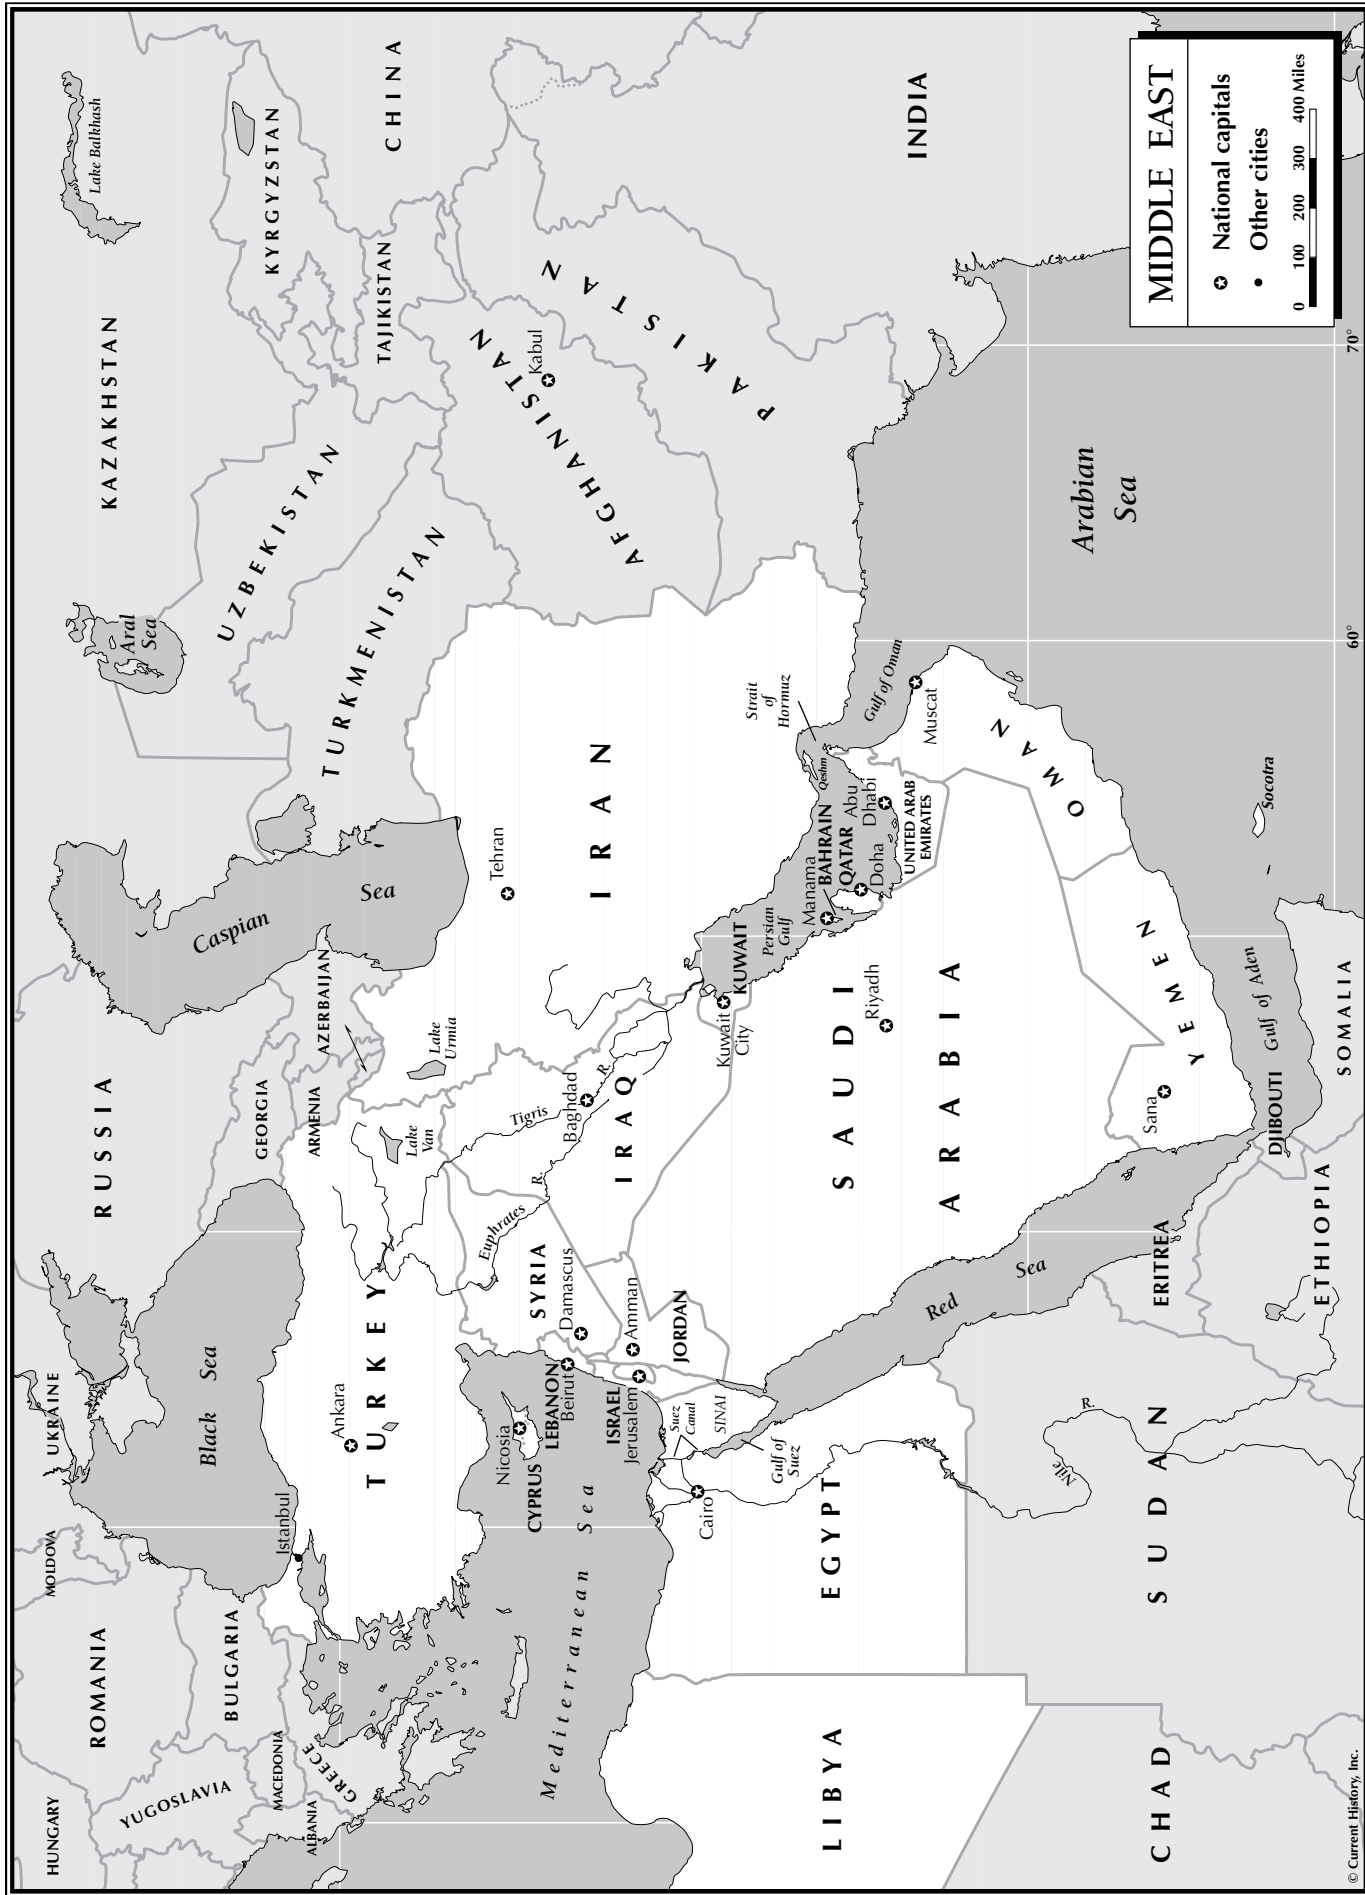 MIDDLE EAST
National capitals
Other cities
0 100 200 300 400 Miles
HUNGARY
ROMANIA
MOLDOVA
UKRAINE
RUSSIA
KAZAKHSTAN
Lake Balkhash
YUGOSLAVIA
BULGARIA
Black Sea
GEORGIA
Caspian
Sea
Aral
Sea
UZBEKISTAN
KYRGYZSTAN
CHINA
MACEDONIA
ALBANIA
GREECE
Istanbul
Ankara
TURKEY
ARMENIA
AZERBAIJAN
TURKMENISTAN
TAJIKISTAN
Lake
Van
Lake
Urmia
Tehran
IRAN
Kabul
AFGHANISTAN
PAKISTAN
INDIA
Mediterranean Sea
Nicosia
CYPRUS
LEBANON
Beirut
SYRIA
Damascus
Euphrates R.
Tigris R.
Baghdad
IRAQ
ISRAEL
Jerusalem
Amman
JORDAN
Suez
Canal
SINAI
Gulf of
Suez
Cairo
Kuwait
City
KUWAIT
Persian
Gulf
Manama
BAHRAIN
QATAR
Doha
Abu
Dhabi
UNITED ARAB
EMIRATES
Qeshm
Strait
of
Hormuz
Gulf of Oman
Muscat
OMAN
LIBYA
EGYPT
SAUDI
ARABIA
Riyadh
Red Sea
Nile R.
CHAD
SUDAN
ERITREA
ETHIOPIA
DJIBOUTI
SOMALIA
Sana
YEMEN
Gulf of Aden
Socotra
Arabian
Sea
60°
70°
© Current History, Inc.